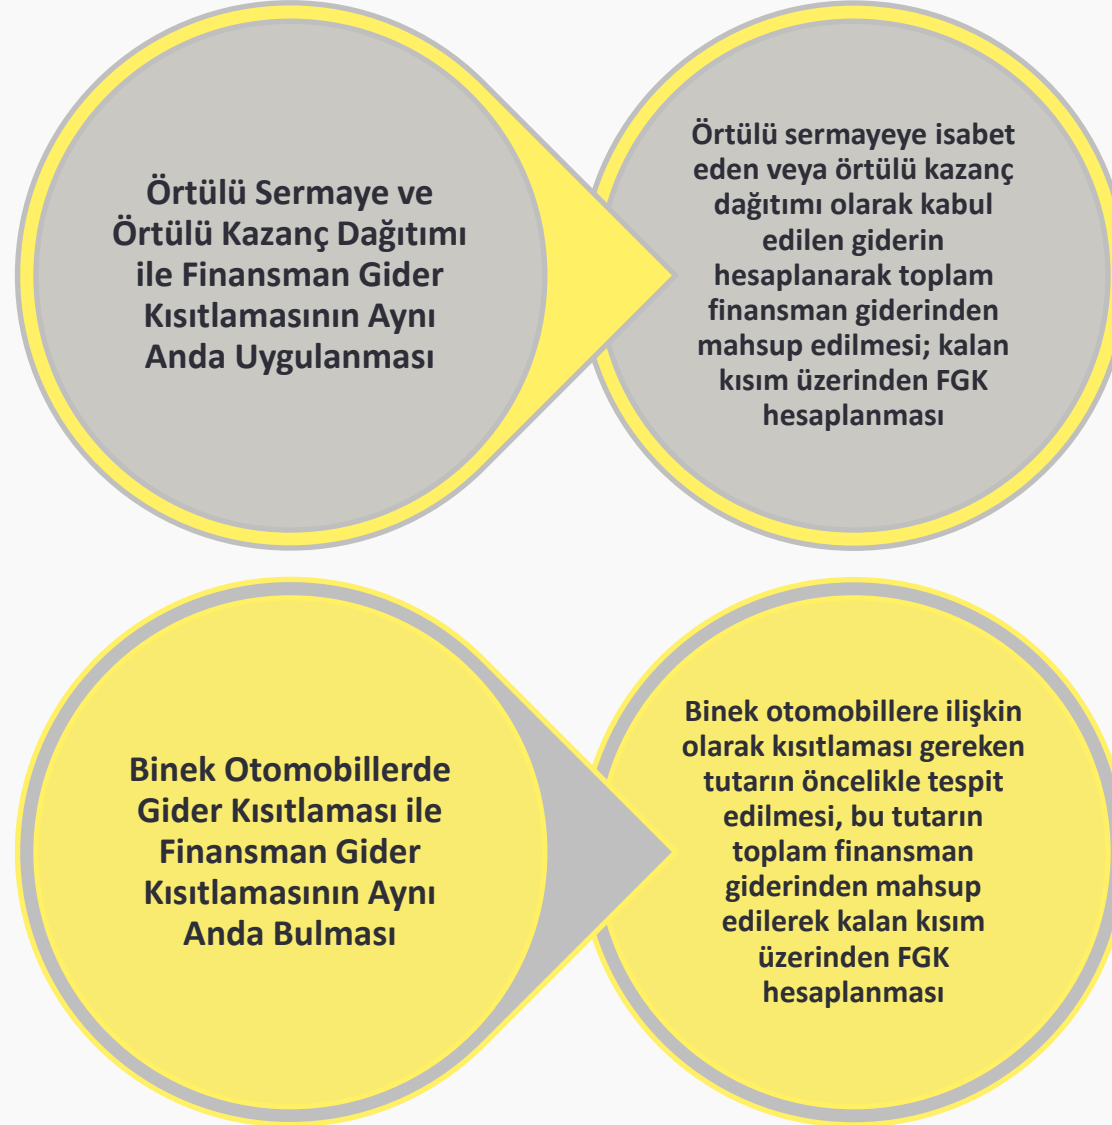 Örtülü Sermaye ve
Örtülü Kazanç Dağıtımı
ile Finansman Gider
Kısıtlamasının Aynı
Anda Uygulanması
Örtülü sermayeye isabet
eden veya örtülü kazanç
dağıtımı olarak kabul
edilen giderin
hesaplanarak toplam
finansman giderinden
mahsup edilmesi; kalan
kısım üzerinden FGK
hesaplanması
Binek Otomobillerde
Gider Kısıtlaması ile
Finansman Gider
Kısıtlamasının Aynı
Anda Bulması
Binek otomobillere ilişkin
olarak kısıtlaması gereken
tutarın öncelikle tespit
edilmesi, bu tutarın
toplam finansman
giderinden mahsup
edilerek kalan kısım
üzerinden FGK
hesaplanması